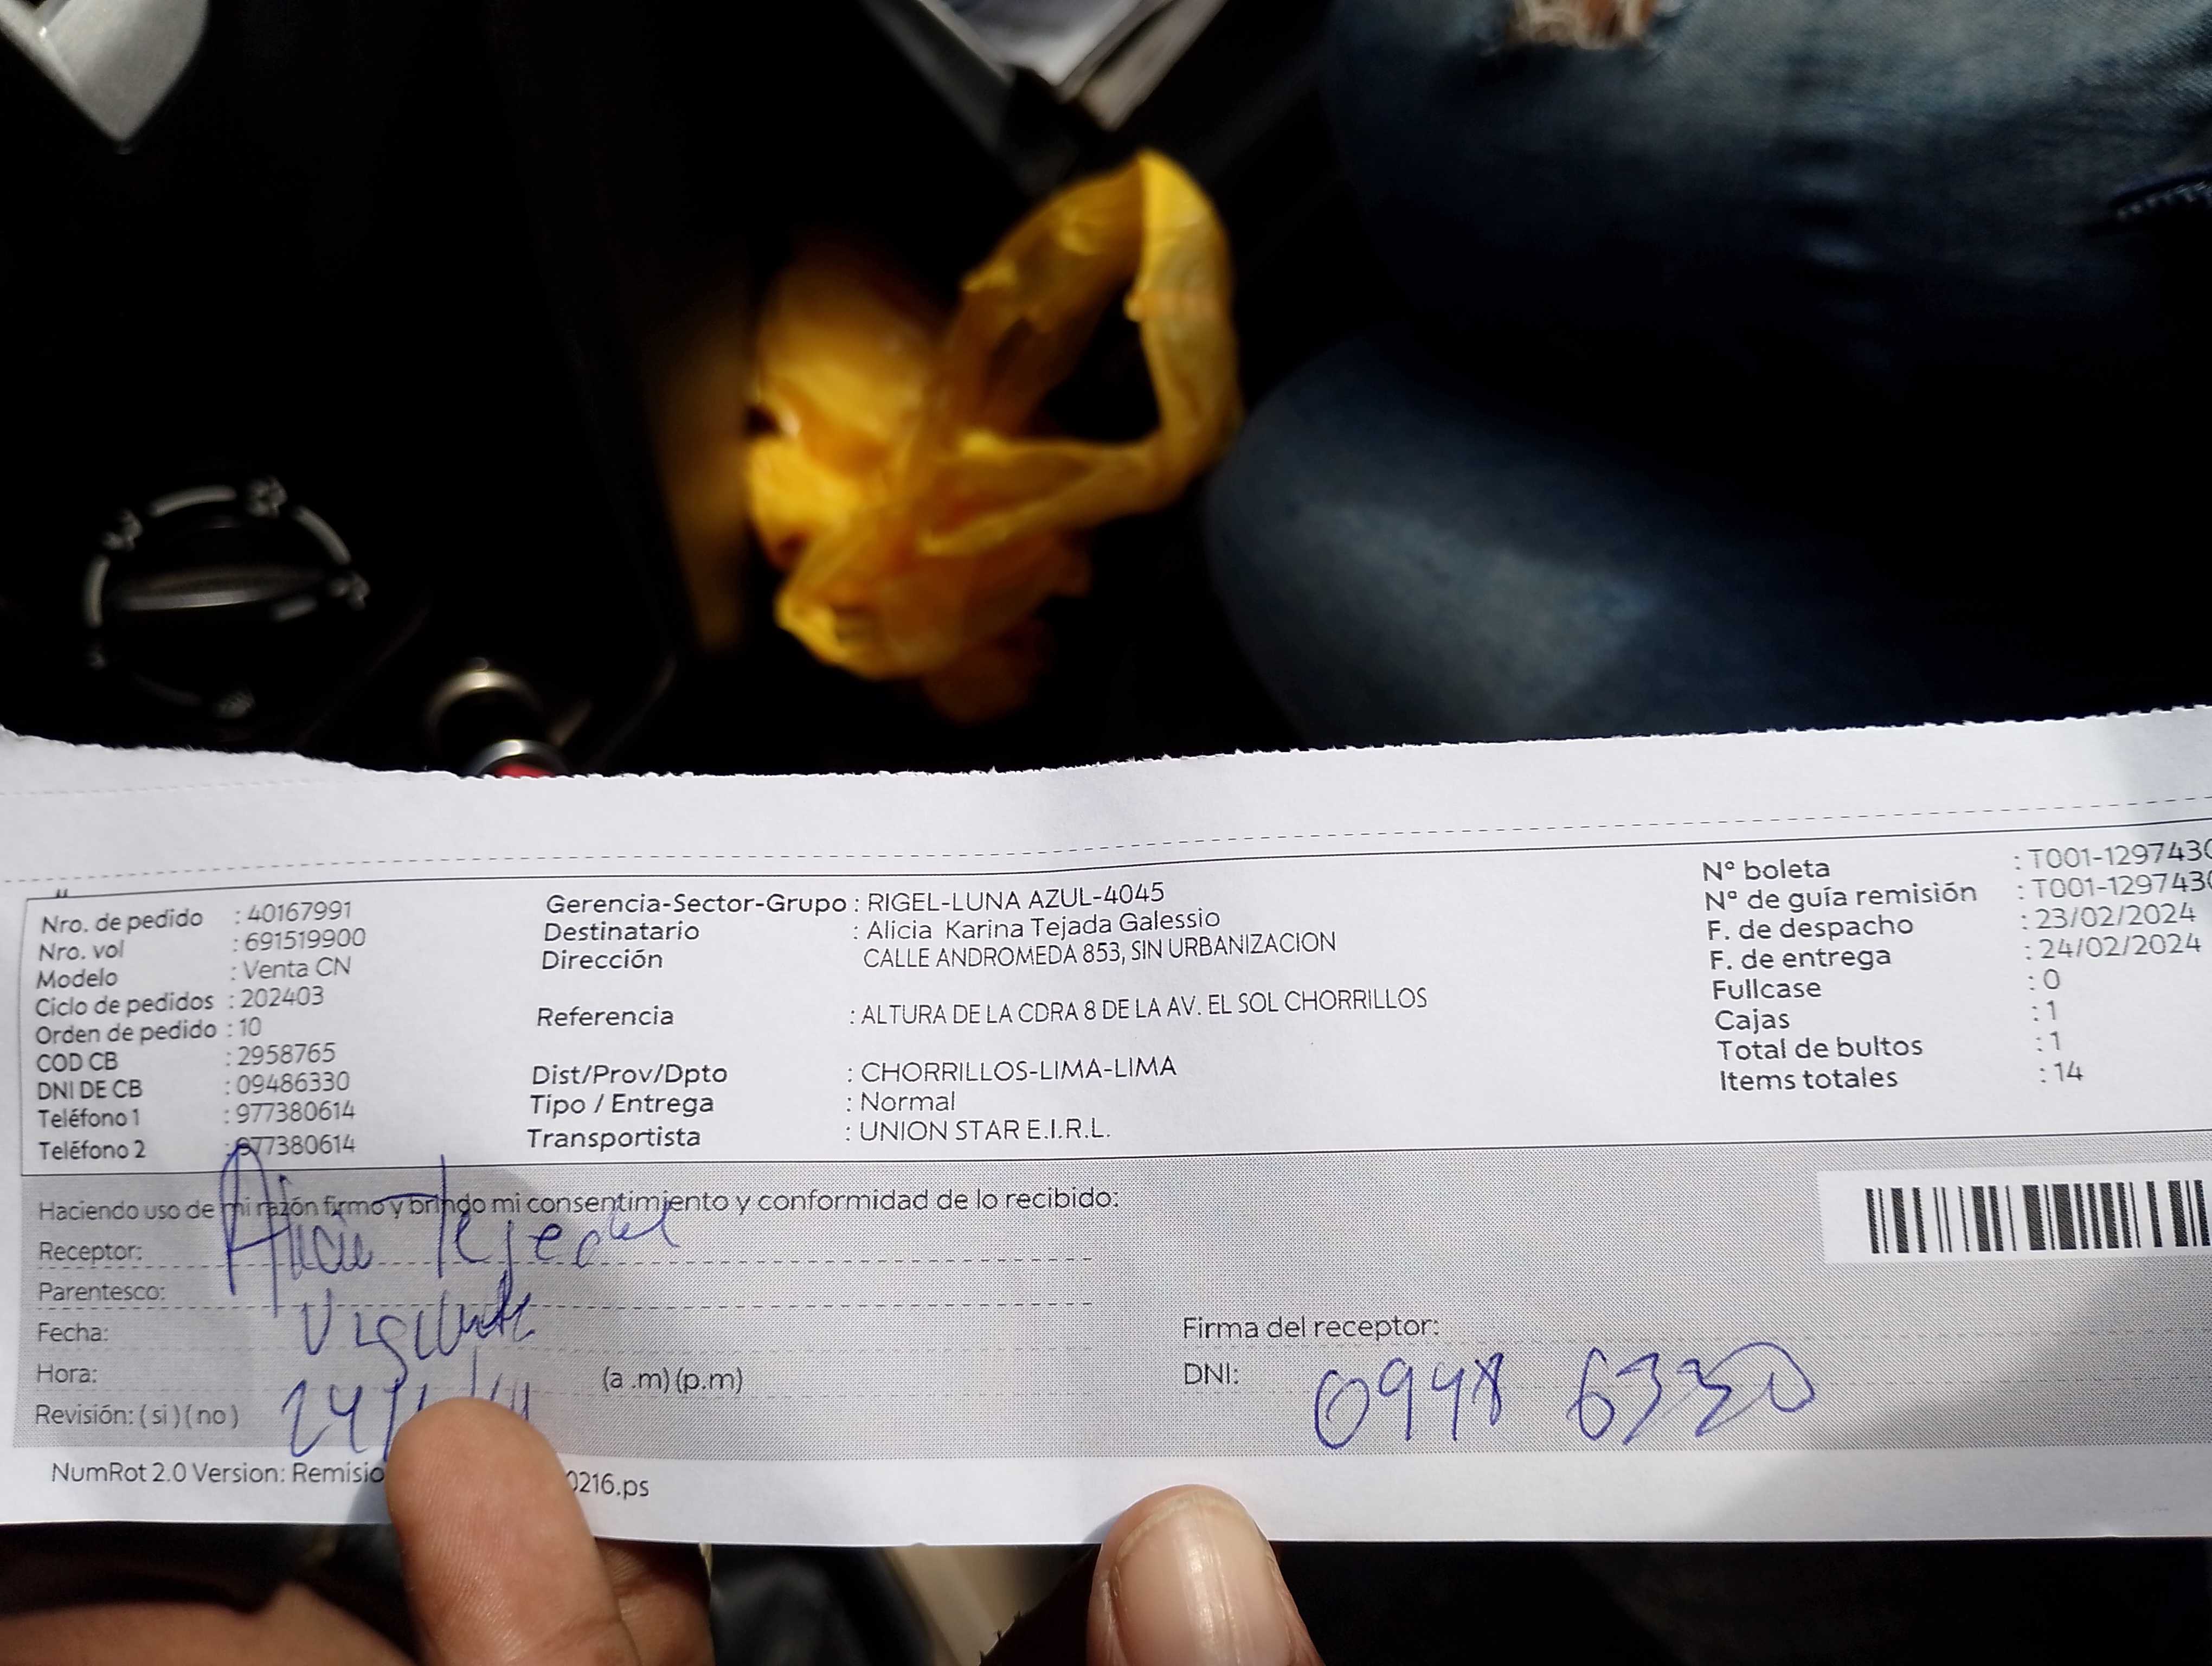 Nro. de pedido : 40167991
Nro. vol : 691519900
Modelo : Venta CN
Ciclo de pedidos : 202403
Orden de pedido : 10
COD CB : 2958765
DNI DE CB : 09486330
Teléfono 1 : 977380614
Teléfono 2 : 977380614
Gerencia-Sector-Grupo : RIGEL-LUNA AZUL-4045
Destinatario : Alicia Karina Tejada Galessio
Dirección CALLE ANDROMEDA 853, SIN URBANIZACION
Referencia : ALTURA DE LA CDRA 8 DE LA AV. EL SOL CHORRILLOS
Dist/Prov/Dpto : CHORRILLOS-LIMA-LIMA
Tipo / Entrega : Normal
Transportista : UNION STAR E.I.R.L.
N° boleta : T001-1297430
N° de guía remisión : T001-1297430
F. de despacho : 23/02/2024
F. de entrega : 24/02/2024
Fullcase : 0
Cajas : 1
Total de bultos : 1
Items totales : 14
Haciendo uso de mi razón firmo y brindo mi consentimiento y conformidad de lo recibido:
Receptor: Alicia Tejada
Parentesco:
Fecha: Vigilante
Hora: (a .m) (p.m)
Revisión: ( si ) ( no )
Firma del receptor:
DNI: 0948 6330
NumRot 2.0 Version: Remisio 0216.ps